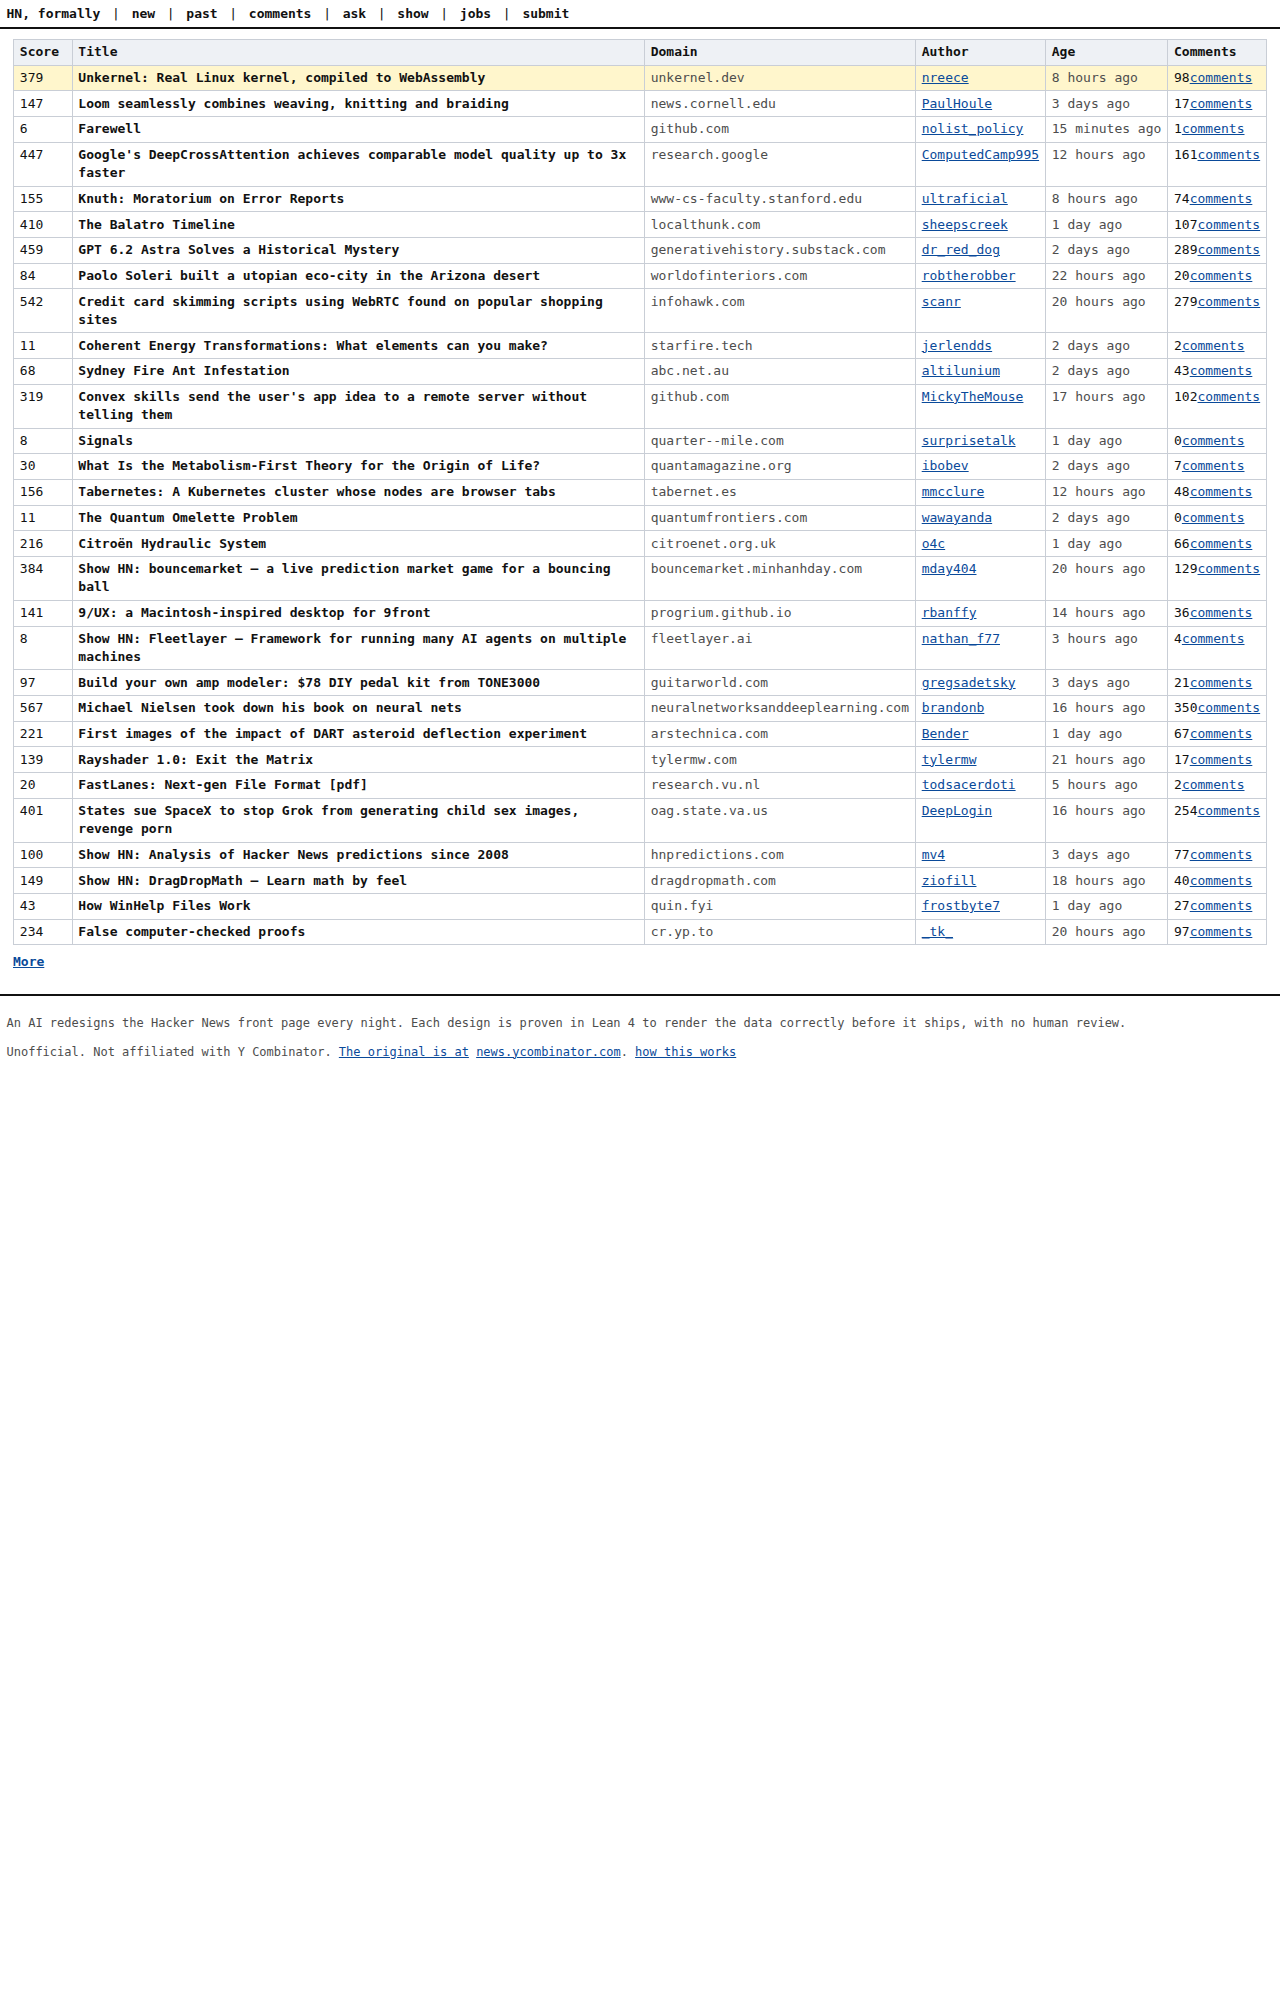 HN, formally | new | past | comments | ask | show | jobs | submit
Score Title Domain Author Age Comments
379 Unkernel: Real Linux kernel, compiled to WebAssembly unkernel.dev nreece 8 hours ago 98comments
147 Loom seamlessly combines weaving, knitting and braiding news.cornell.edu PaulHoule 3 days ago 17comments
6 Farewell github.com nolist_policy 15 minutes ago 1comments
447 Google's DeepCrossAttention achieves comparable model quality up to 3x research.google ComputedCamp995 12 hours ago 161comments
faster
155 Knuth: Moratorium on Error Reports www-cs-faculty.stanford.edu ultraficial 8 hours ago 74comments
410 The Balatro Timeline localthunk.com sheepscreek 1 day ago 107comments
459 GPT 6.2 Astra Solves a Historical Mystery generativehistory.substack.com dr_red_dog 2 days ago 289comments
84 Paolo Soleri built a utopian eco-city in the Arizona desert worldofinteriors.com robtherobber 22 hours ago 20comments
542 Credit card skimming scripts using WebRTC found on popular shopping infohawk.com scanr 20 hours ago 279comments
sites
11 Coherent Energy Transformations: What elements can you make? starfire.tech jerlendds 2 days ago 2comments
68 Sydney Fire Ant Infestation abc.net.au altilunium 2 days ago 43comments
319 Convex skills send the user's app idea to a remote server without github.com MickyTheMouse 17 hours ago 102comments
telling them
8 Signals quarter--mile.com surprisetalk 1 day ago 0comments
30 What Is the Metabolism-First Theory for the Origin of Life? quantamagazine.org ibobev 2 days ago 7comments
156 Tabernetes: A Kubernetes cluster whose nodes are browser tabs tabernet.es mmcclure 12 hours ago 48comments
11 The Quantum Omelette Problem quantumfrontiers.com wawayanda 2 days ago 0comments
216 Citroën Hydraulic System citroenet.org.uk o4c 1 day ago 66comments
384 Show HN: bouncemarket – a live prediction market game for a bouncing bouncemarket.minhanhday.com mday404 20 hours ago 129comments
ball
141 9/UX: a Macintosh-inspired desktop for 9front progrium.github.io rbanffy 14 hours ago 36comments
8 Show HN: Fleetlayer – Framework for running many AI agents on multiple fleetlayer.ai nathan_f77 3 hours ago 4comments
machines
97 Build your own amp modeler: $78 DIY pedal kit from TONE3000 guitarworld.com gregsadetsky 3 days ago 21comments
567 Michael Nielsen took down his book on neural nets neuralnetworksanddeeplearning.com brandonb 16 hours ago 350comments
221 First images of the impact of DART asteroid deflection experiment arstechnica.com Bender 1 day ago 67comments
139 Rayshader 1.0: Exit the Matrix tylermw.com tylermw 21 hours ago 17comments
20 FastLanes: Next-gen File Format [pdf] research.vu.nl todsacerdoti 5 hours ago 2comments
401 States sue SpaceX to stop Grok from generating child sex images, oag.state.va.us DeepLogin 16 hours ago 254comments
revenge porn
100 Show HN: Analysis of Hacker News predictions since 2008 hnpredictions.com mv4 3 days ago 77comments
149 Show HN: DragDropMath – Learn math by feel dragdropmath.com ziofill 18 hours ago 40comments
43 How WinHelp Files Work quin.fyi frostbyte7 1 day ago 27comments
234 False computer-checked proofs cr.yp.to _tk_ 20 hours ago 97comments
More
An AI redesigns the Hacker News front page every night. Each design is proven in Lean 4 to render the data correctly before it ships, with no human review.
Unofficial. Not affiliated with Y Combinator. The original is at news.ycombinator.com. how this works